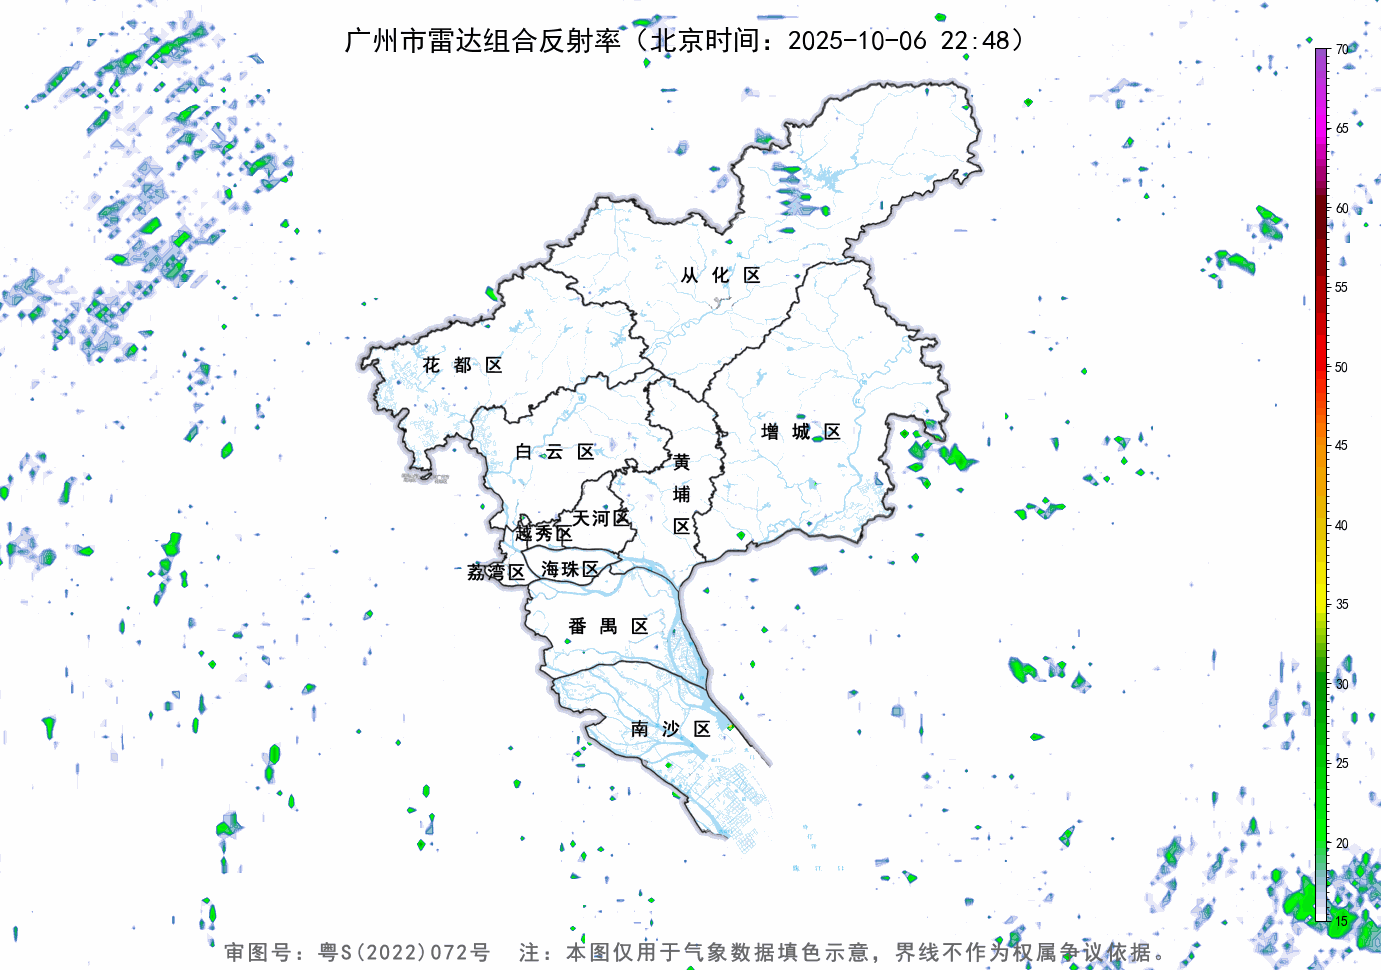 广州市雷达组合反射率（北京时间：2025-10-06 22:48）
70
65
60
55
50
45
40
35
30
25
20
15
从化区
花都区
增城区
白云区
黄埔区
天河区
越秀区
海珠区
荔湾区
番禺区
南沙区
审图号：粤S(2022)072号 注：本图仅用于气象数据填色示意，界线不作为权属争议依据。